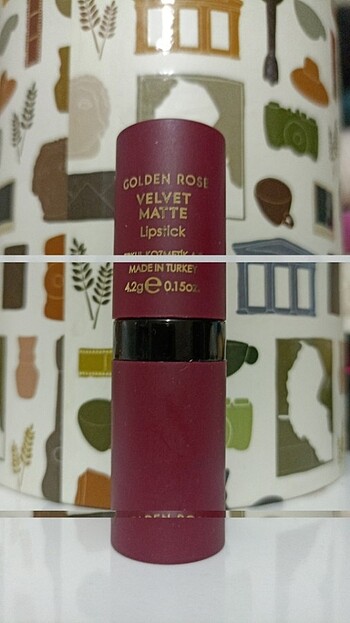 GOLDEN ROSE
VELVET
MATTE
Lipstick
MADE IN TURKEY
4.2g e 0.15oz.